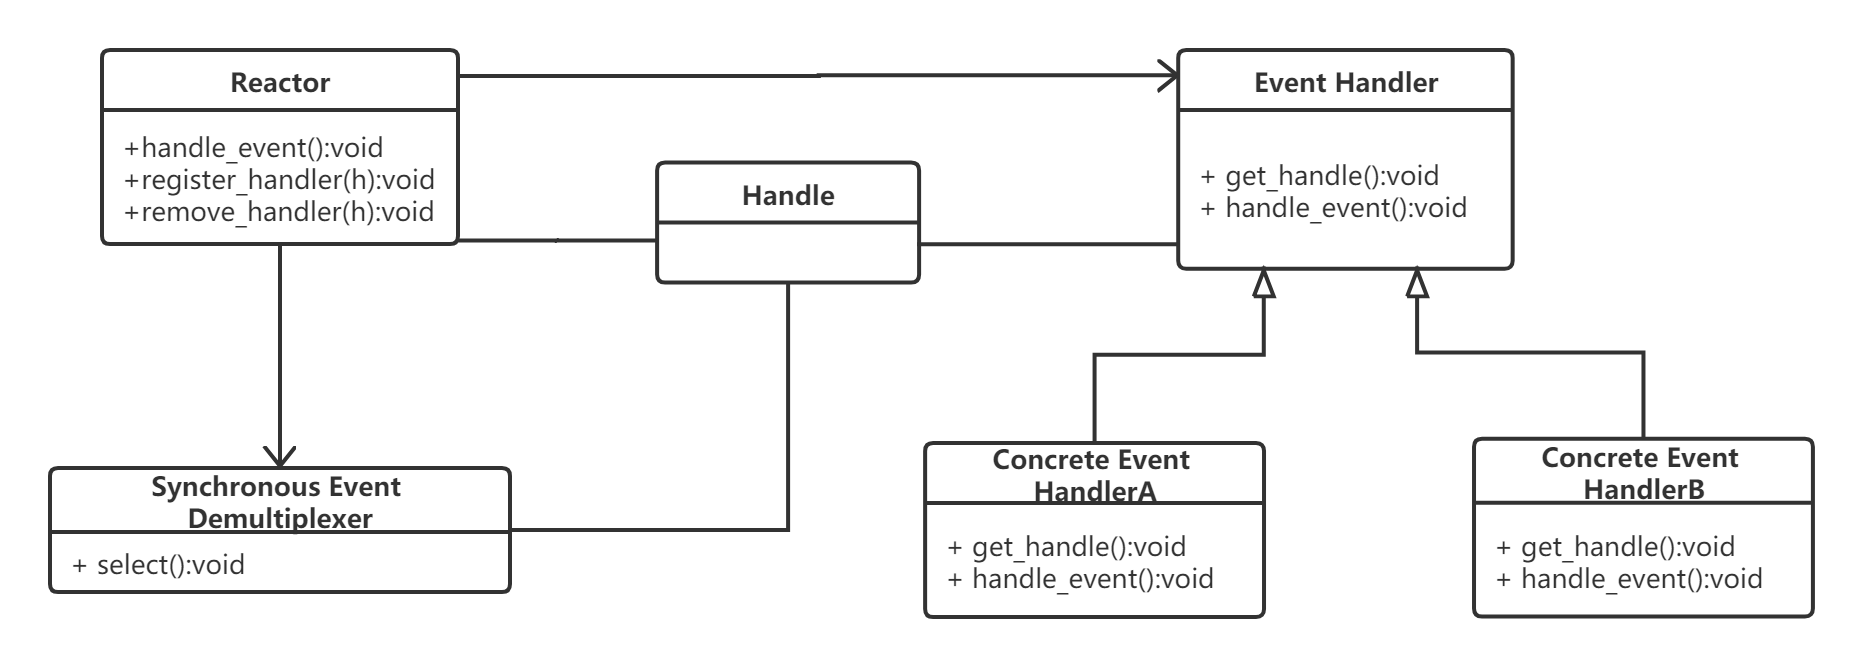 Reactor
+handle_event():void
+register_handler(h):void
+remove_handler(h):void
Handle
Event Handler
+ get_handle():void
+ handle_event():void
Synchronous Event
Demultiplexer
+ select():void
Concrete Event
HandlerA
+ get_handle():void
+ handle_event():void
Concrete Event
HandlerB
+ get_handle():void
+ handle_event():void